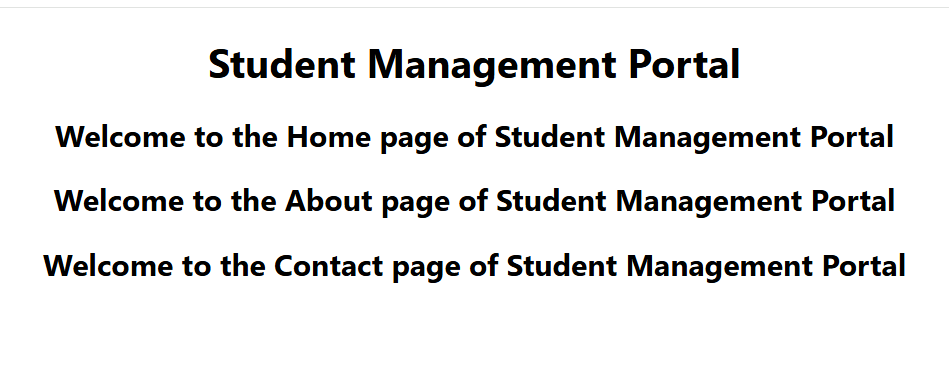 Student Management Portal
Welcome to the Home page of Student Management Portal
Welcome to the About page of Student Management Portal
Welcome to the Contact page of Student Management Portal